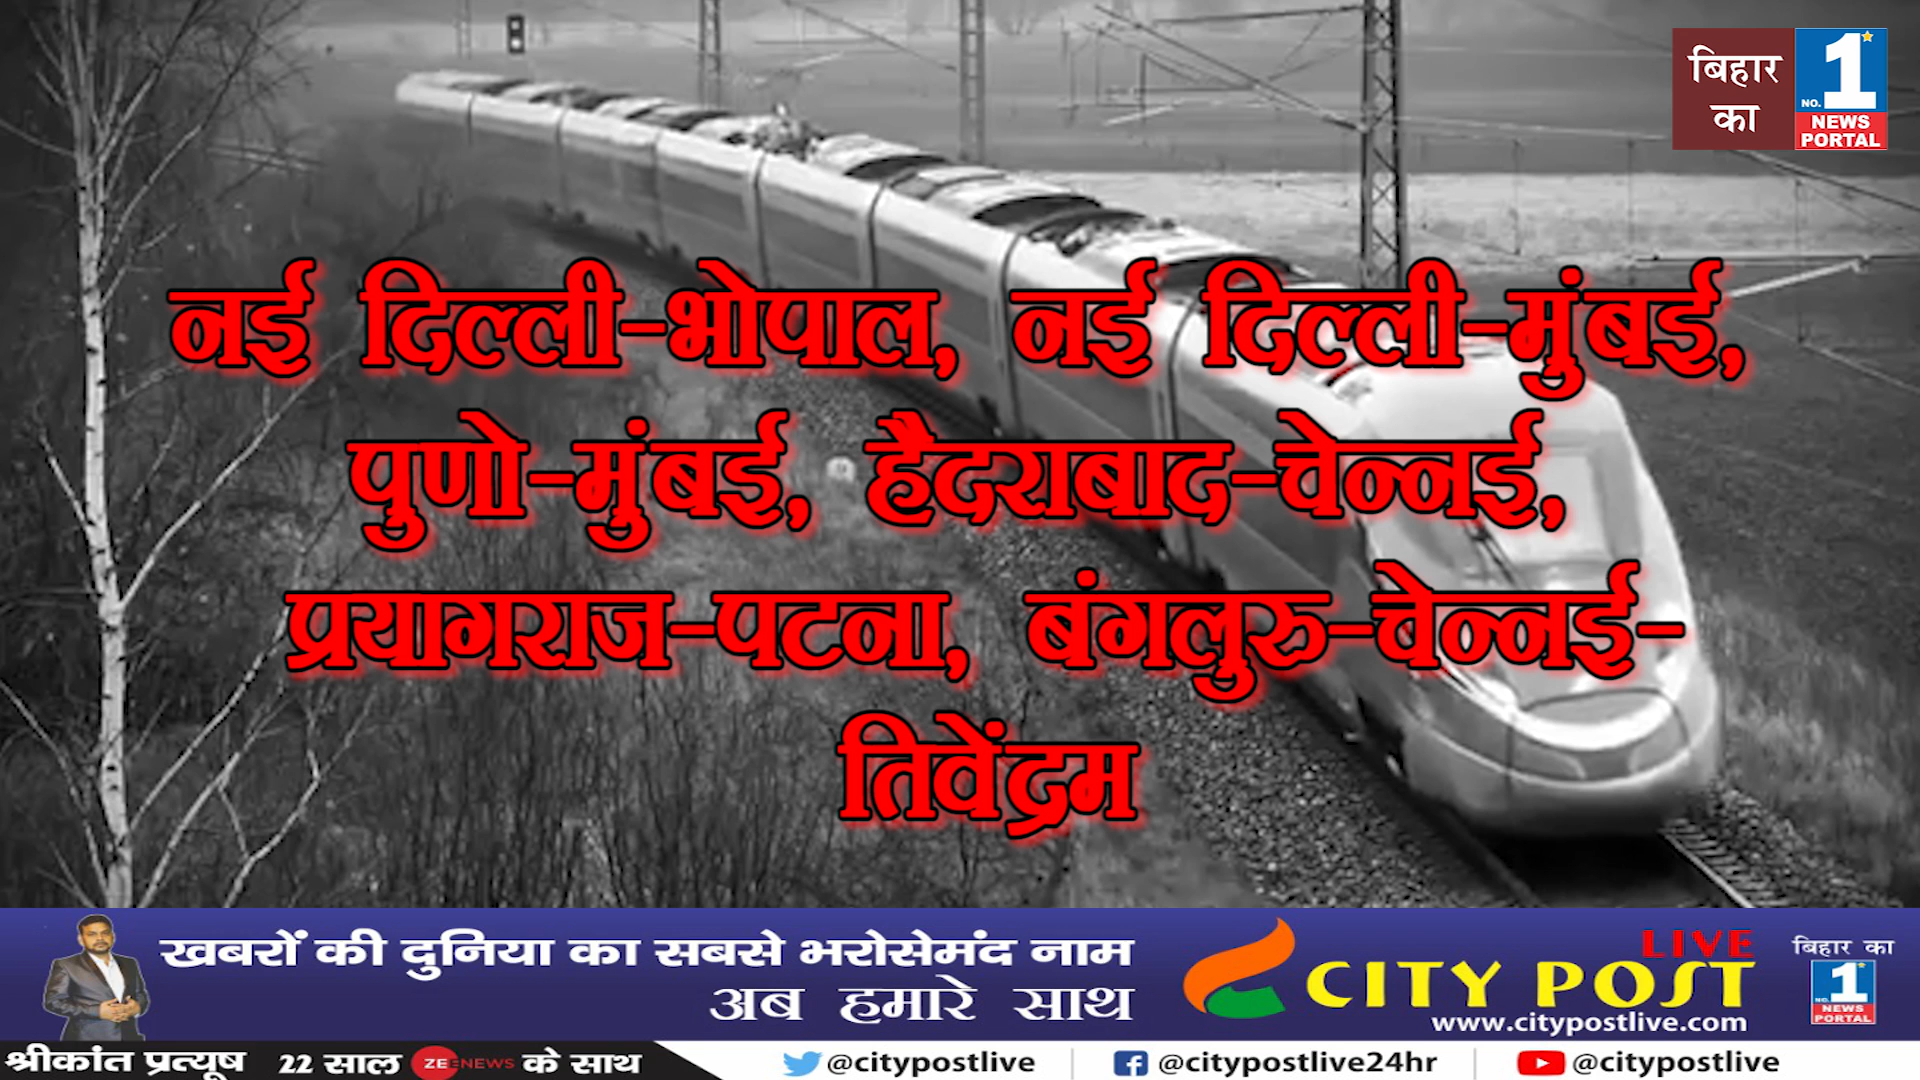 बिहार
का
NO. 1
NEWS
PORTAL
नई दिल्ली-भोपाल, नई दिल्ली-मुंबई,
पुणो-मुंबई, हैदराबाद-चेन्नई,
प्रयागराज-पटना, बंगलुरु-चेन्नई-
तिवेंद्रम
खबरों की दुनिया का सबसे भरोसेमंद नाम
अब हमारे साथ
LIVE
CITY POST
www.citypostlive.com
बिहार का
NO. 1
NEWS
PORTAL
श्रीकांत प्रत्यूष 22 साल ZEE NEWS के साथ
@citypostlive @citypostlive24hr @citypostlive